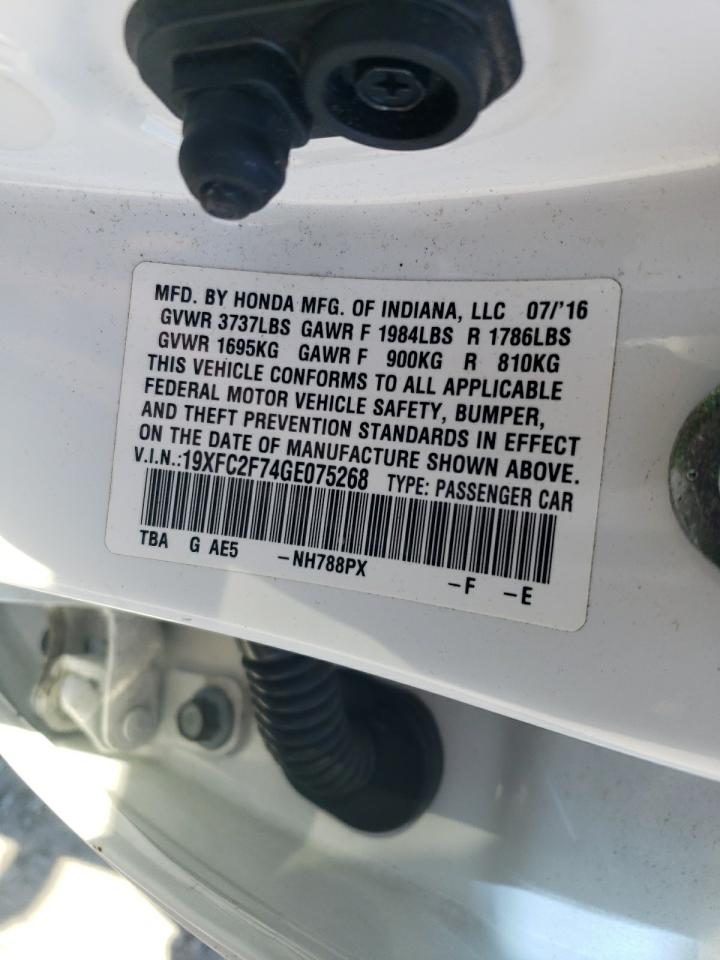 MFD. BY HONDA MFG. OF INDIANA, LLC 07/'16
GVWR 3737LBS GAWR F 1984LBS R 1786LBS
GVWR 1695KG GAWR F 900KG R 810KG
THIS VEHICLE CONFORMS TO ALL APPLICABLE
FEDERAL MOTOR VEHICLE SAFETY, BUMPER,
AND THEFT PREVENTION STANDARDS IN EFFECT
ON THE DATE OF MANUFACTURE SHOWN ABOVE.
V.I.N.:19XFC2F74GE075268 TYPE: PASSENGER CAR
TBA G AE5 -NH788PX -F -E